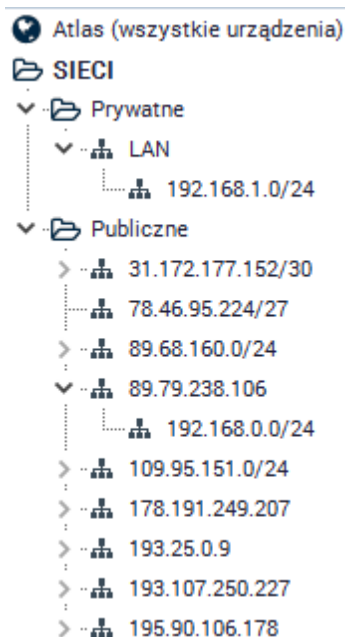 Atlas (wszystkie urządzenia)
SIECI
Prywatne
LAN
192.168.1.0/24
Publiczne
31.172.177.152/30
78.46.95.224/27
89.68.160.0/24
89.79.238.106
192.168.0.0/24
109.95.151.0/24
178.191.249.207
193.25.0.9
193.107.250.227
195.90.106.178